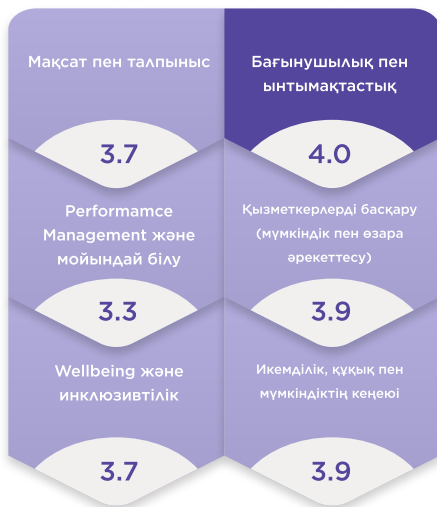 Мақсат пен талпыныс
3.7
Бағынушылық пен
ынтымақтастық
4.0
Performamce
Management және
мойындай білу
3.3
Қызметкерлерді басқару
(мүмкіндік пен өзара
әрекеттесу)
3.9
Wellbeing және
инклюзивтілік
3.7
Икемділік, құқық пен
мүмкіндіктің кеңеюі
3.9